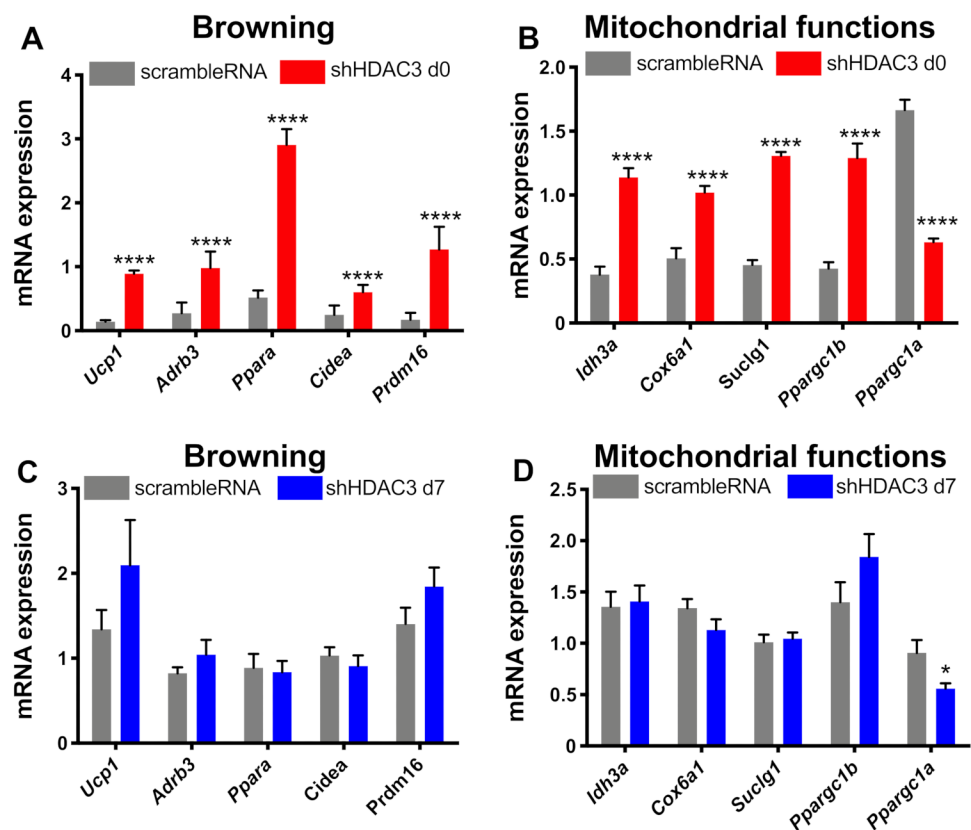 A
Browning
scrambleRNA
shHDAC3 d0
mRNA expression
4
3
2
1
0
****
****
****
****
****
Ucp1
Adrb3
Ppara
Cidea
Prdm16
B
Mitochondrial functions
scrambleRNA
shHDAC3 d0
mRNA expression
2.0
1.5
1.0
0.5
0
****
****
****
****
****
Idh3a
Cox6a1
Suclg1
Ppargc1b
Ppargc1a
C
Browning
scrambleRNA
shHDAC3 d7
mRNA expression
3
2
1
0
Ucp1
Adrb3
Ppara
Cidea
Prdm16
D
Mitochondrial functions
scrambleRNA
shHDAC3 d7
mRNA expression
2.5
2.0
1.5
1.0
0.5
0
*
Idh3a
Cox6a1
Suclg1
Ppargc1b
Ppargc1a